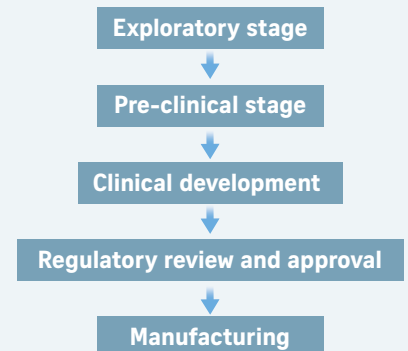 Exploratory stage
Pre-clinical stage
Clinical development
Regulatory review and approval
Manufacturing